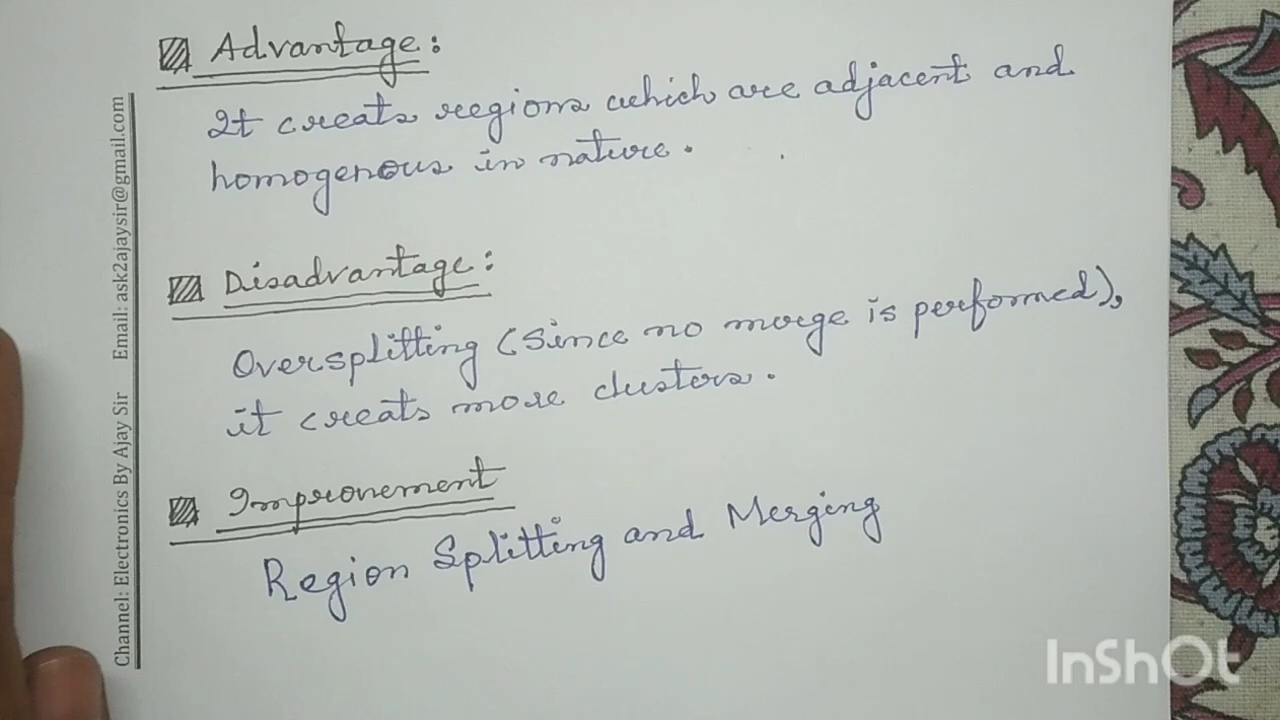 Advantage:
It creats regions which are adjacent and
homogenous in nature.
Disadvantage:
Oversplitting (Since no merge is performed),
it creats more clusters.
Improvement
Region Splitting and Merging
Channel: Electronics By Ajay Sir Email: ask2ajaysir@gmail.com
InShOt